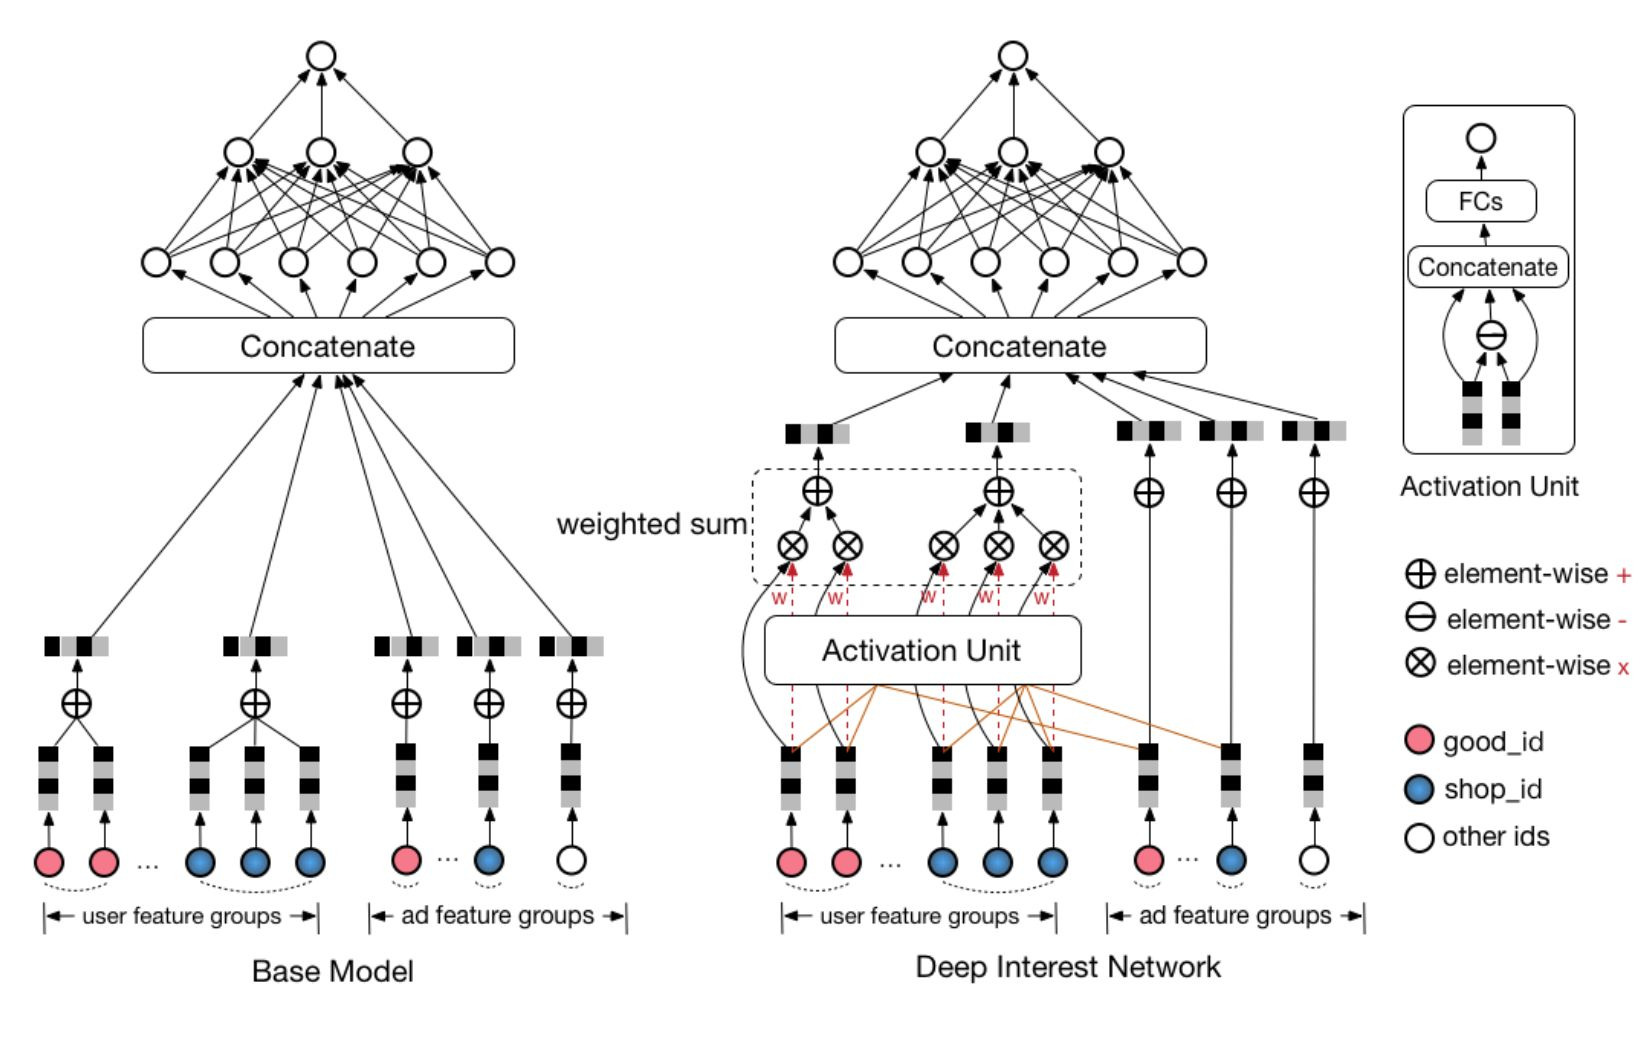 Concatenate
... ...
user feature groups
ad feature groups
Base Model
Concatenate
weighted sum
w w w w w
Activation Unit
... ...
user feature groups
ad feature groups
Deep Interest Network
FCs
Concatenate
Activation Unit
element-wise +
element-wise -
element-wise x
good_id
shop_id
other ids